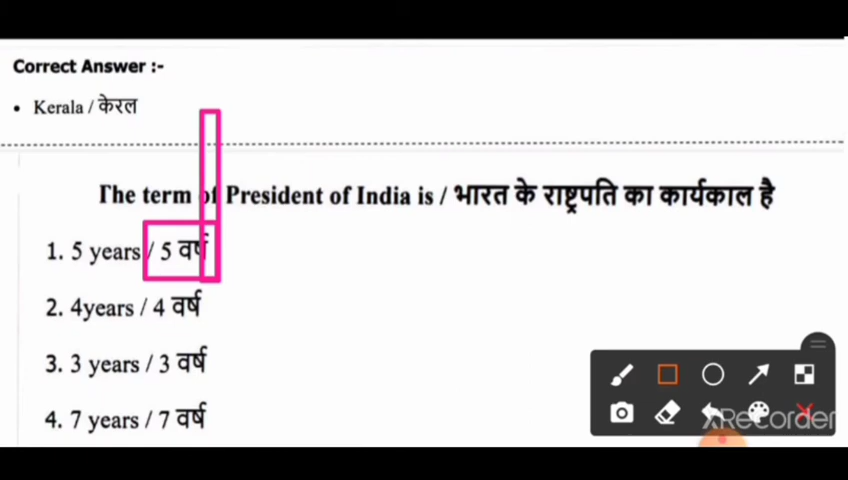 Correct Answer :-
• Kerala / केरल
The term of President of India is / भारत के राष्ट्रपति का कार्यकाल है
1. 5 years / 5 वर्ष
2. 4years / 4 वर्ष
3. 3 years / 3 वर्ष
4. 7 years / 7 वर्ष
XRecorder